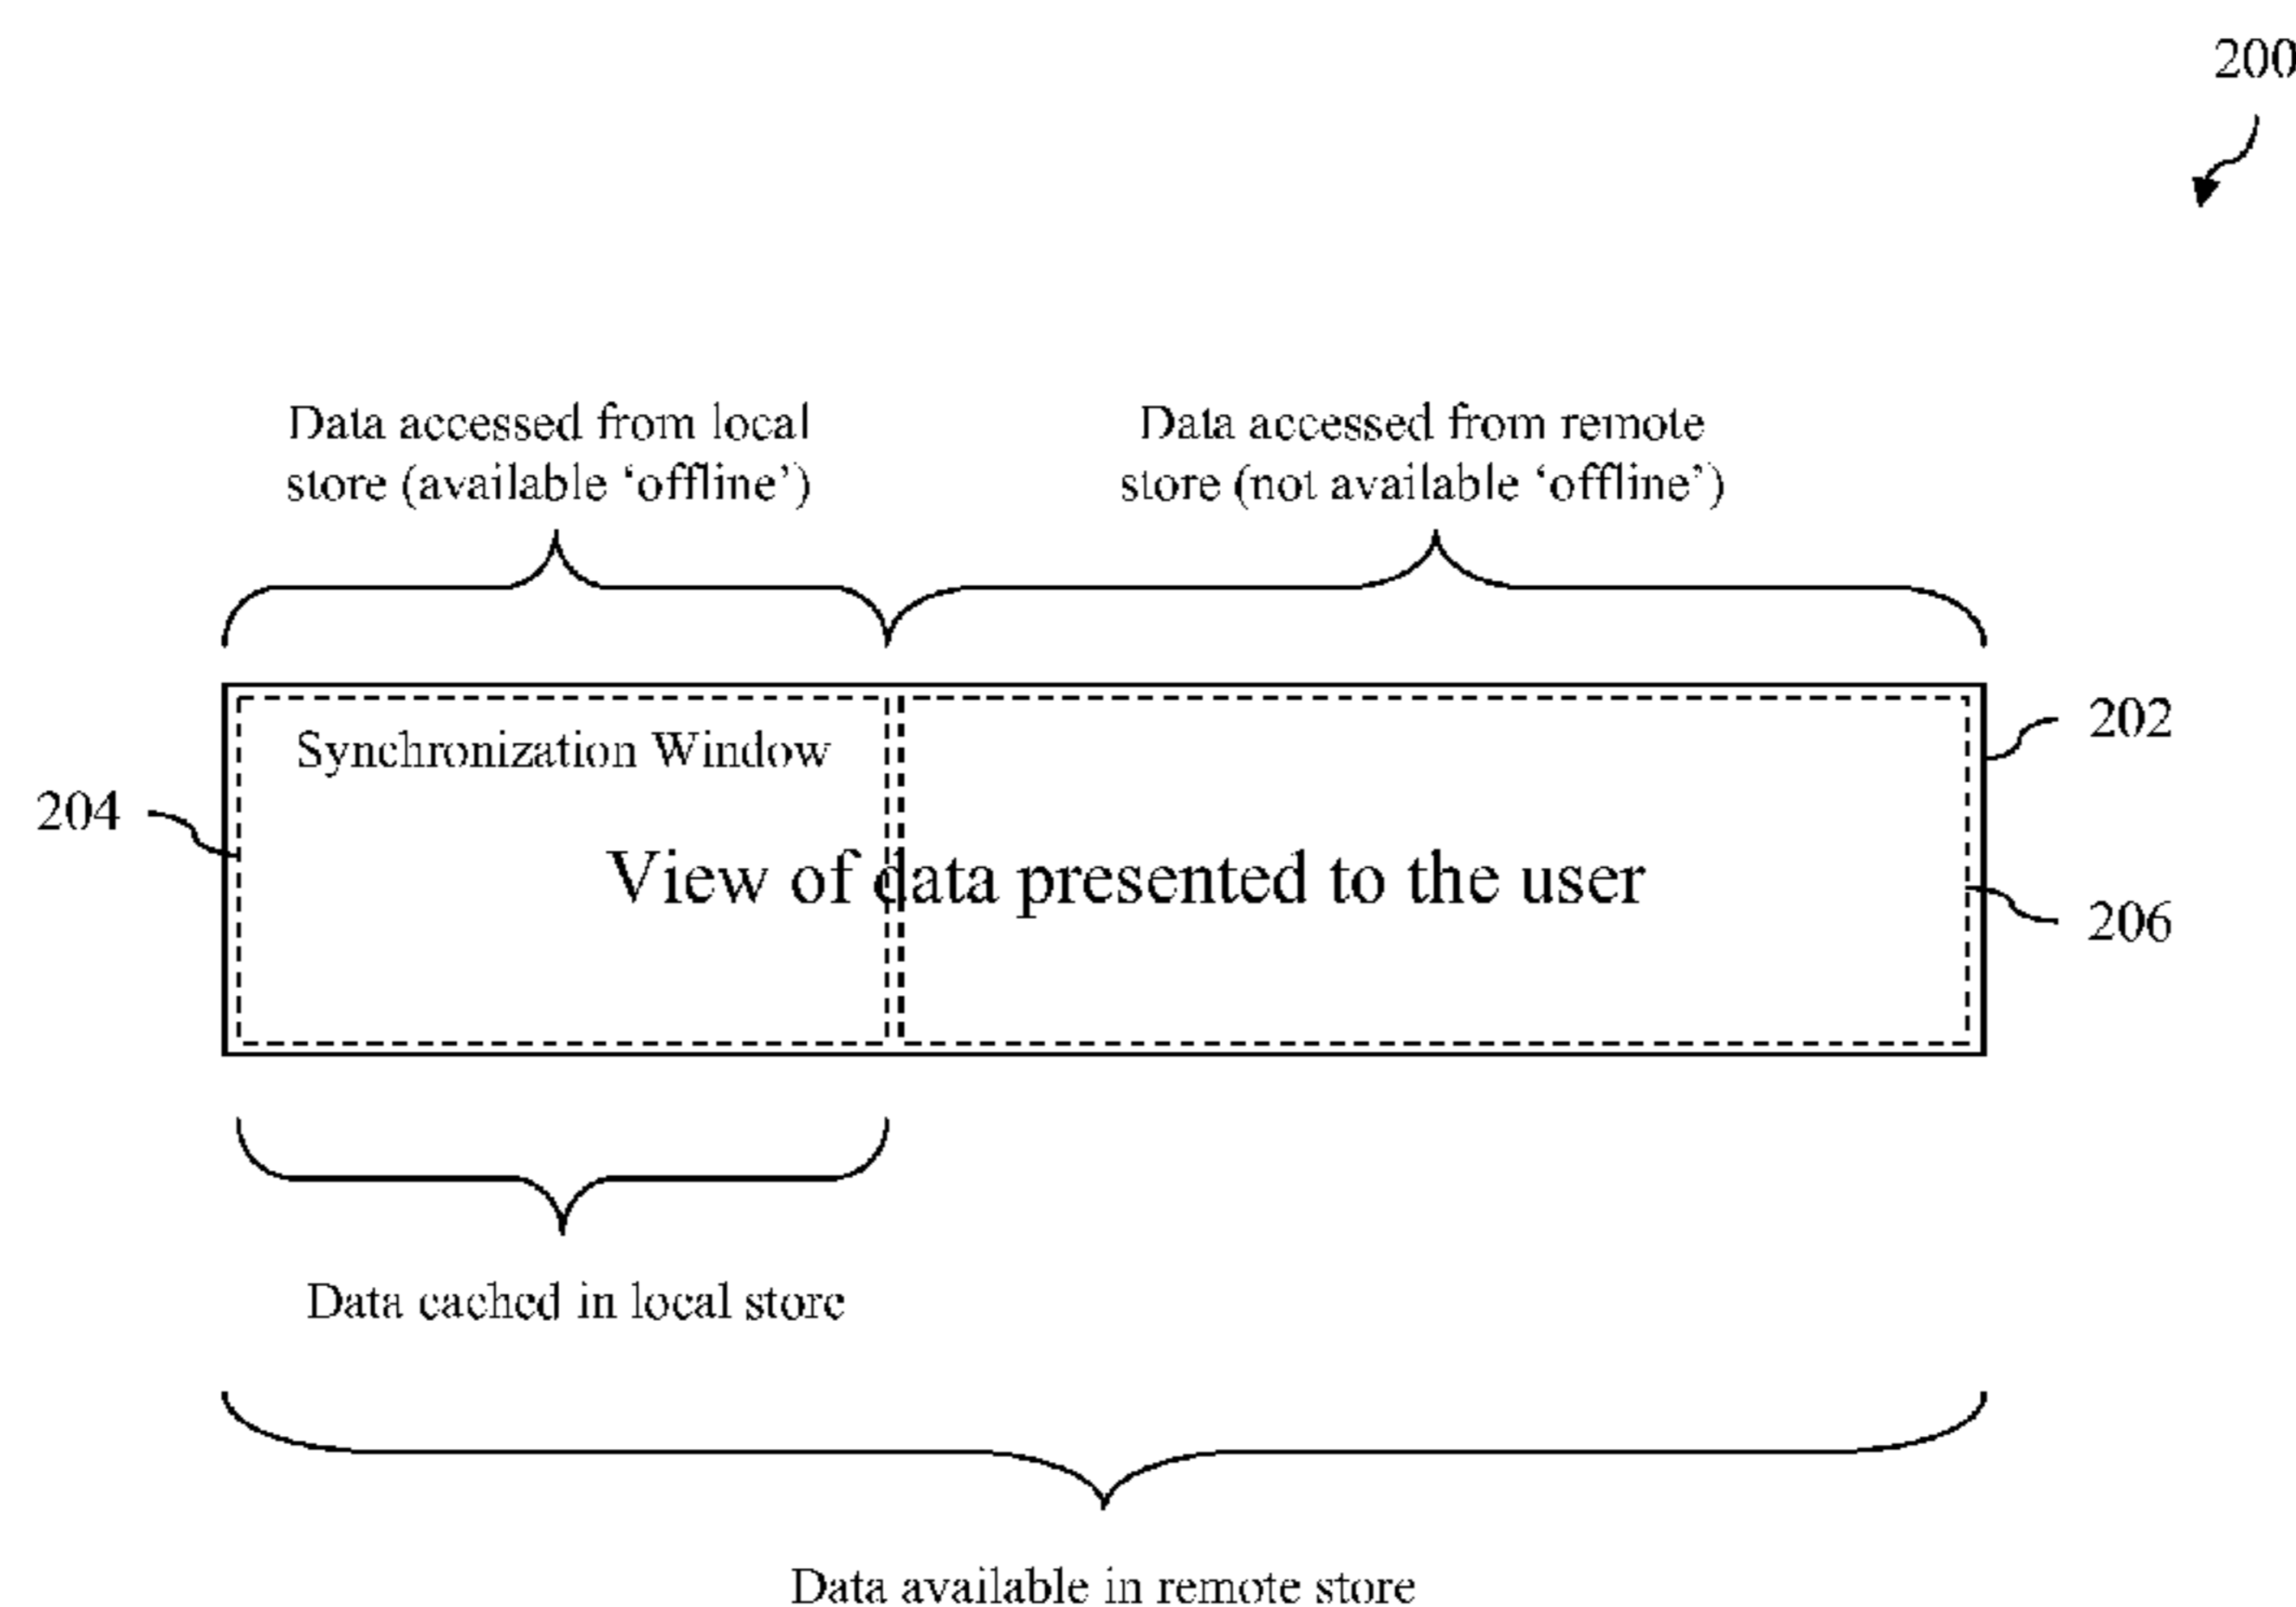 200
Data accessed from local
store (available ‘offline’)
Data accessed from remote
store (not available ‘offline’)
Synchronization Window
202
204
View of data presented to the user
206
Data cached in local store
Data available in remote store